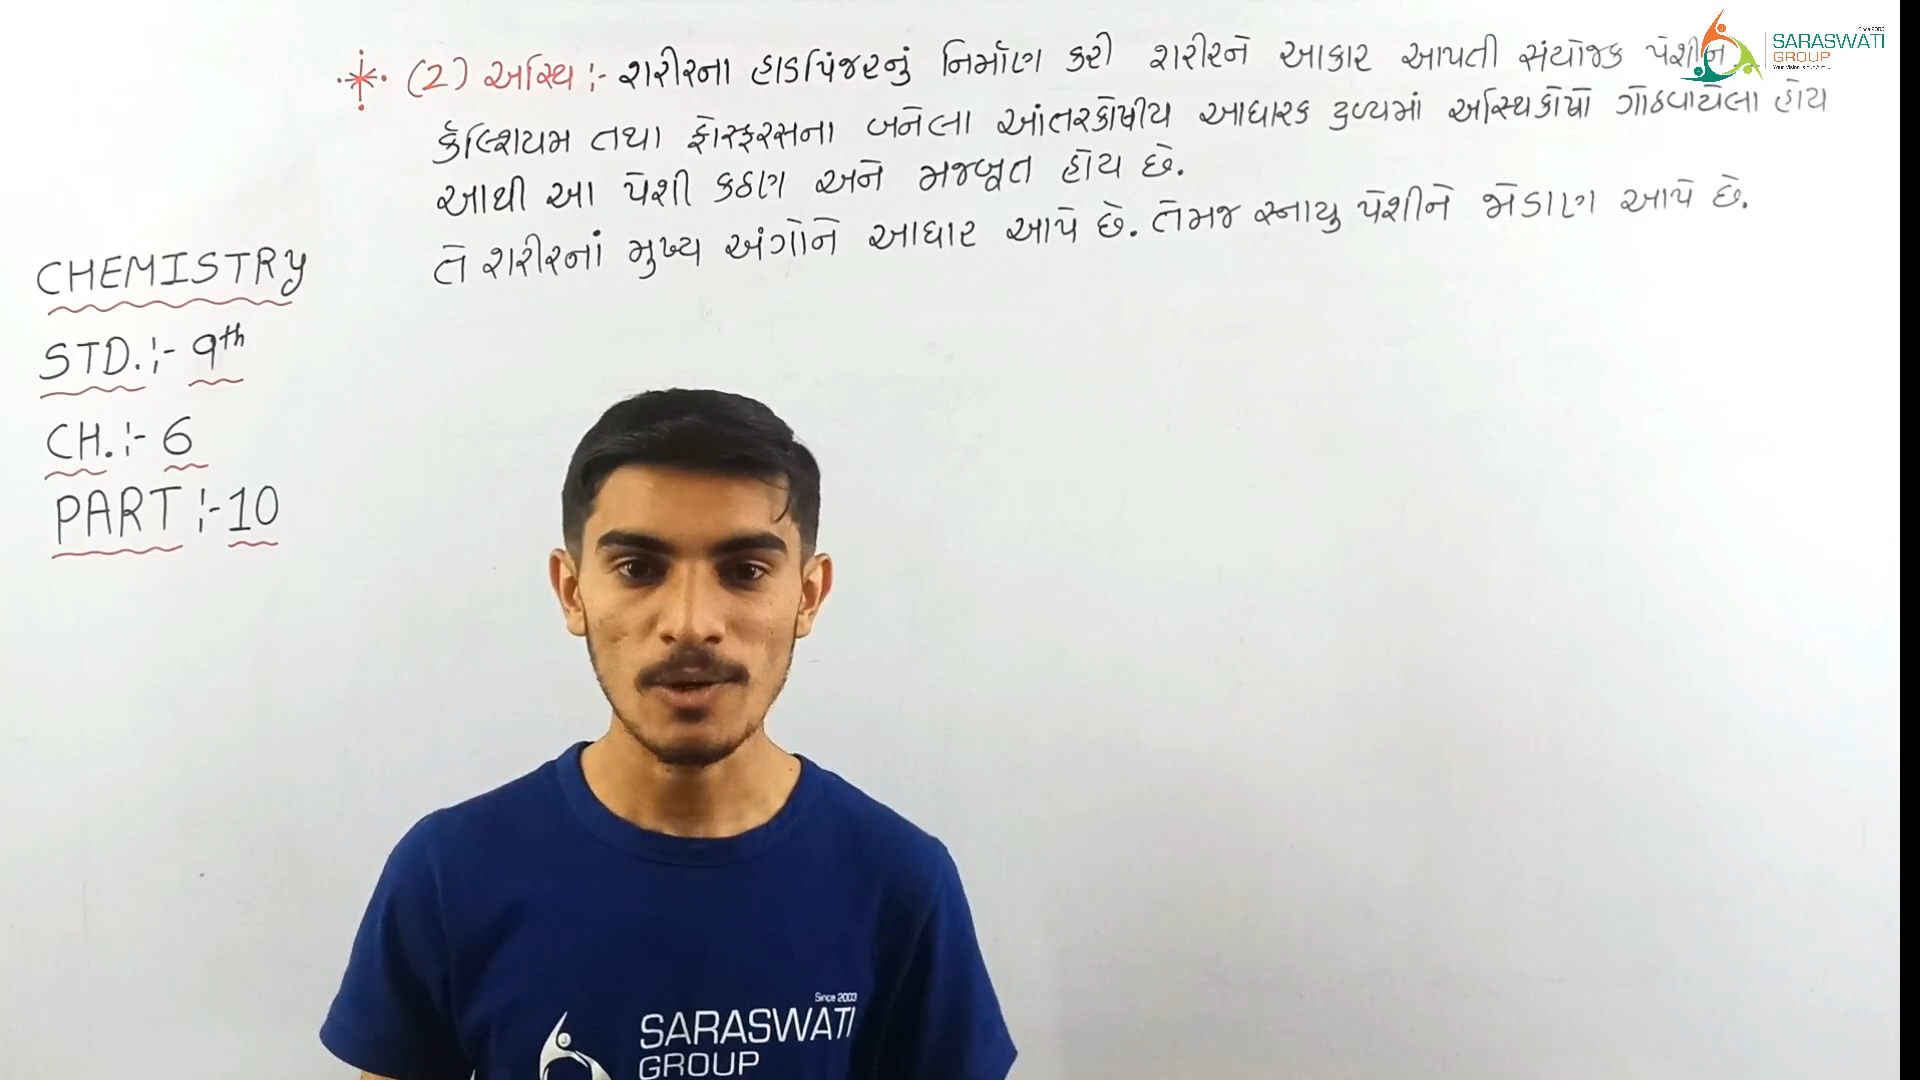 (2) અસ્થિ :- શરીરના હાડપિંજરનું નિર્માણ કરી શરીરને આકાર આપતી સંયોજક પેશીને
કેલ્શિયમ તથા ફોસ્ફરસના બનેલા આંતરકોષીય આધારક દ્રવ્યમાં અસ્થિકોષો ગોઠવાયેલા હોય
આથી આ પેશી કઠણ અને મજબૂત હોય છે.
તે શરીરનાં મુખ્ય અંગોને આધાર આપે છે. તેમજ સ્નાયુ પેશીને જોડાણ આપે છે.
CHEMISTRY
STD. :- 9th
CH. :- 6
PART :- 10
SARASWATI
GROUP
Since 2003
SARASWATI
GROUP